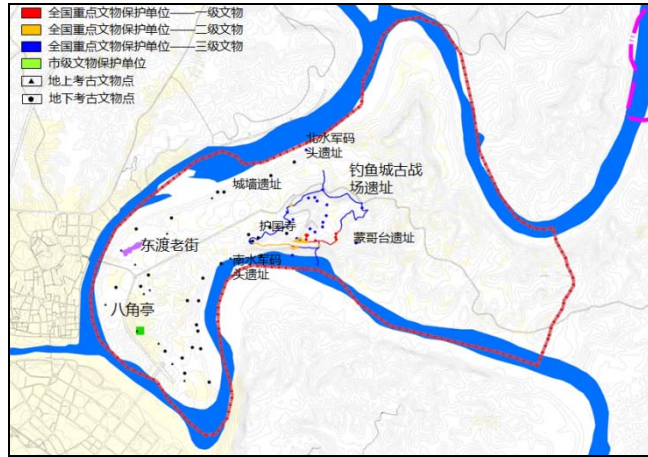 全国重点文物保护单位——一级文物
全国重点文物保护单位——二级文物
全国重点文物保护单位——三级文物
市级文物保护单位
地上考古文物点
地下考古文物点
北水军码
头遗址
钓鱼城古战
场遗址
城墙遗址
护国寺
东渡老街
蒙哥台遗址
南水军码
头遗址
八角亭